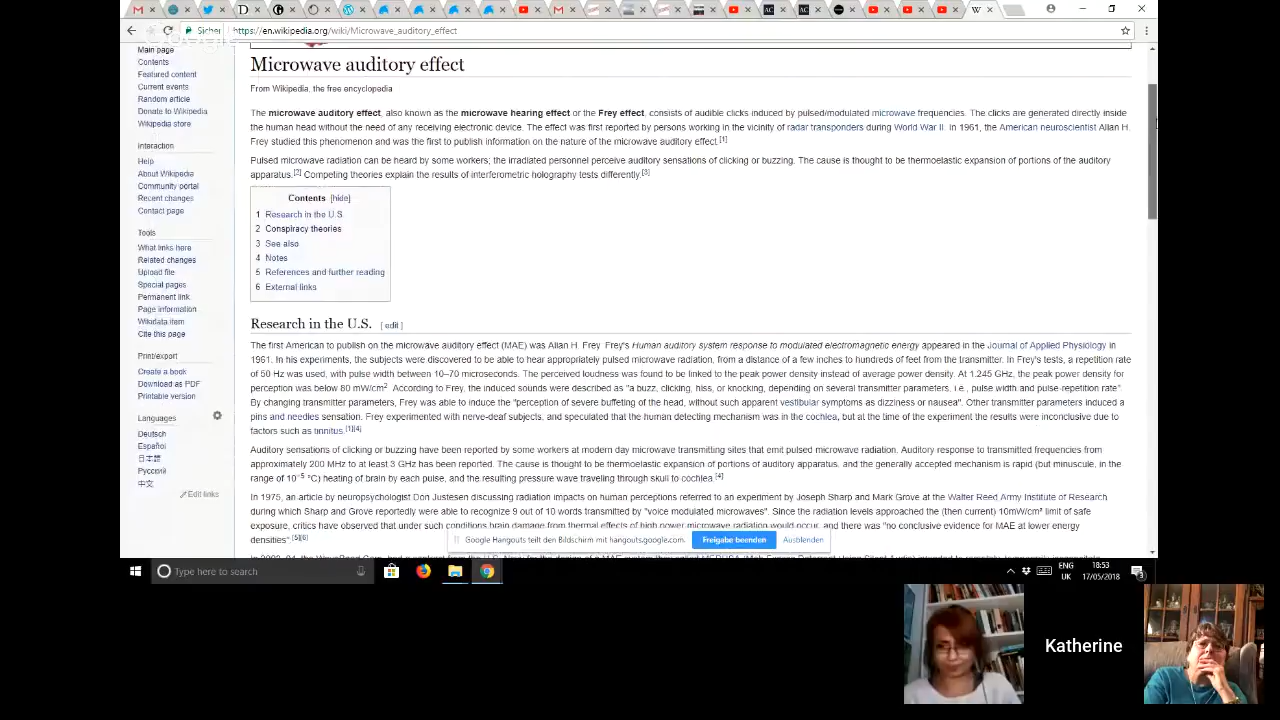 Sicher
https://en.wikipedia.org/wiki/Microwave_auditory_effect
Main page
Contents
Featured content
Current events
Random article
Donate to Wikipedia
Wikipedia store
Interaction
Help
About Wikipedia
Community portal
Recent changes
Contact page
Tools
What links here
Related changes
Upload file
Special pages
Permanent link
Page information
Wikidata item
Cite this page
Print/export
Create a book
Download as PDF
Printable version
Languages
Deutsch
Español
日本語
Русский
中文
Edit links
Microwave auditory effect
From Wikipedia, the free encyclopedia
The microwave auditory effect, also known as the microwave hearing effect or the Frey effect, consists of audible clicks induced by pulsed/modulated microwave frequencies. The clicks are generated directly inside
the human head without the need of any receiving electronic device. The effect was first reported by persons working in the vicinity of radar transponders during World War II. In 1961, the American neuroscientist Allan H.
Frey studied this phenomenon and was the first to publish information on the nature of the microwave auditory effect.[1]
Pulsed microwave radiation can be heard by some workers; the irradiated personnel perceive auditory sensations of clicking or buzzing. The cause is thought to be thermoelastic expansion of portions of the auditory
apparatus.[2] Competing theories explain the results of interferometric holography tests differently.[3]
Contents [hide]
1 Research in the U.S.
2 Conspiracy theories
3 See also
4 Notes
5 References and further reading
6 External links
Research in the U.S. [ edit ]
The first American to publish on the microwave auditory effect (MAE) was Allan H. Frey. Frey's Human auditory system response to modulated electromagnetic energy appeared in the Journal of Applied Physiology in
1961. In his experiments, the subjects were discovered to be able to hear appropriately pulsed microwave radiation, from a distance of a few inches to hundreds of feet from the transmitter. In Frey's tests, a repetition rate
of 50 Hz was used, with pulse width between 10–70 microseconds. The perceived loudness was found to be linked to the peak power density instead of average power density. At 1.245 GHz, the peak power density for
perception was below 80 mW/cm2. According to Frey, the induced sounds were described as "a buzz, clicking, hiss, or knocking, depending on several transmitter parameters, i.e., pulse width and pulse-repetition rate".
By changing transmitter parameters, Frey was able to induce the "perception of severe buffeting of the head, without such apparent vestibular symptoms as dizziness or nausea". Other transmitter parameters induced a
pins and needles sensation. Frey experimented with nerve-deaf subjects, and speculated that the human detecting mechanism was in the cochlea, but at the time of the experiment the results were inconclusive due to
factors such as tinnitus.[1][4]
Auditory sensations of clicking or buzzing have been reported by some workers at modern day microwave transmitting sites that emit pulsed microwave radiation. Auditory response to transmitted frequencies from
approximately 200 MHz to at least 3 GHz has been reported. The cause is thought to be thermoelastic expansion of portions of auditory apparatus, and the generally accepted mechanism is rapid (but minuscule, in the
range of 10−5 °C) heating of brain by each pulse, and the resulting pressure wave traveling through skull to cochlea.[4]
In 1975, an article by neuropsychologist Don Justesen discussing radiation impacts on human perceptions referred to an experiment by Joseph Sharp and Mark Grove at the Walter Reed Army Institute of Research
during which Sharp and Grove reportedly were able to recognize 9 out of 10 words transmitted by "voice modulated microwaves". Since the radiation levels approached the (then current) 10mW/cm² limit of safe
exposure, critics have observed that under such conditions brain damage from thermal effects of high power microwave radiation would occur, and there was "no conclusive evidence for MAE at lower energy
densities".[5][6]
Google Hangouts teilt den Bildschirm mit hangouts.google.com.
Freigabe beenden
Ausblenden
Type here to search
ENG
UK
18:53
17/05/2018
3
Katherine